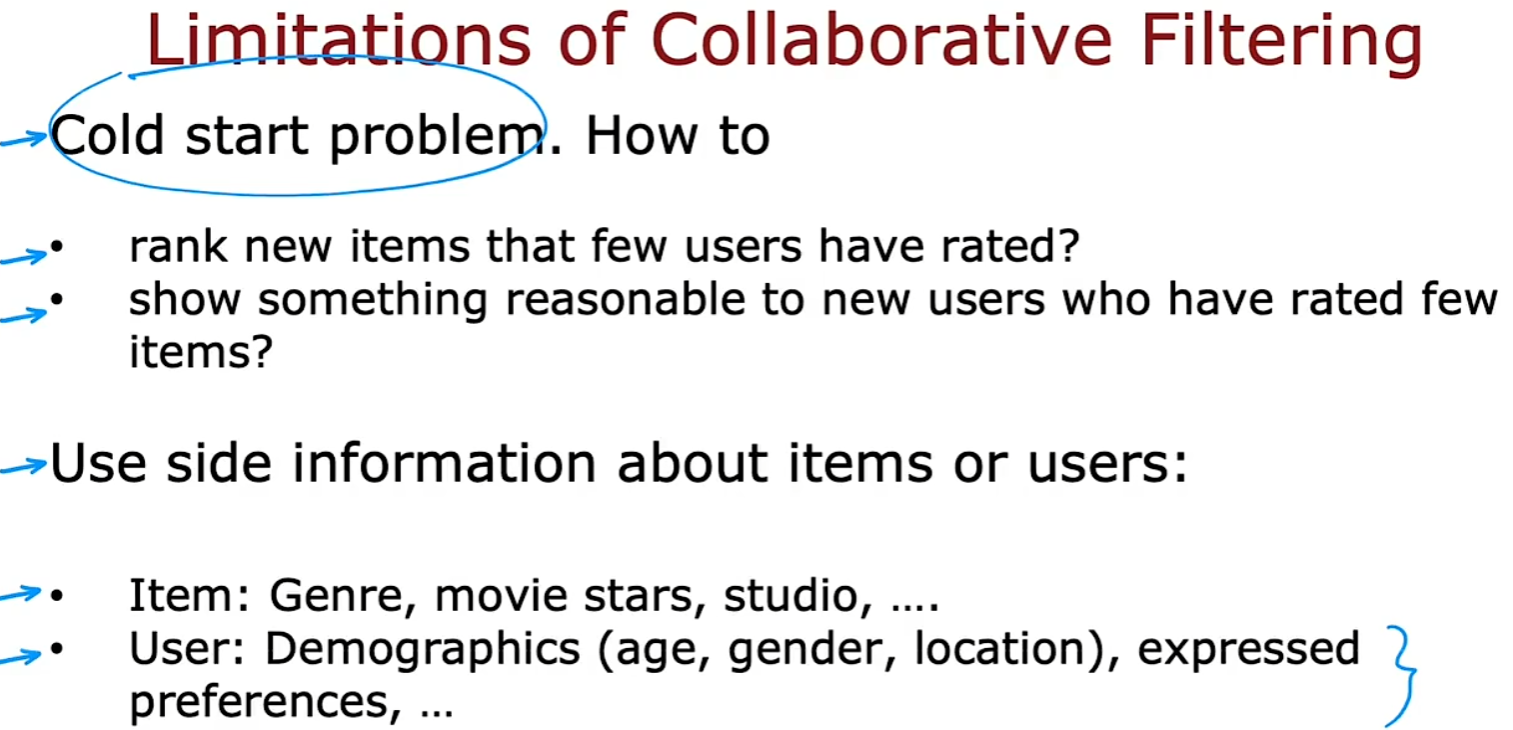 Limitations of Collaborative Filtering
Cold start problem. How to
• rank new items that few users have rated?
• show something reasonable to new users who have rated few
items?
Use side information about items or users:
• Item: Genre, movie stars, studio, ....
• User: Demographics (age, gender, location), expressed
preferences, ...